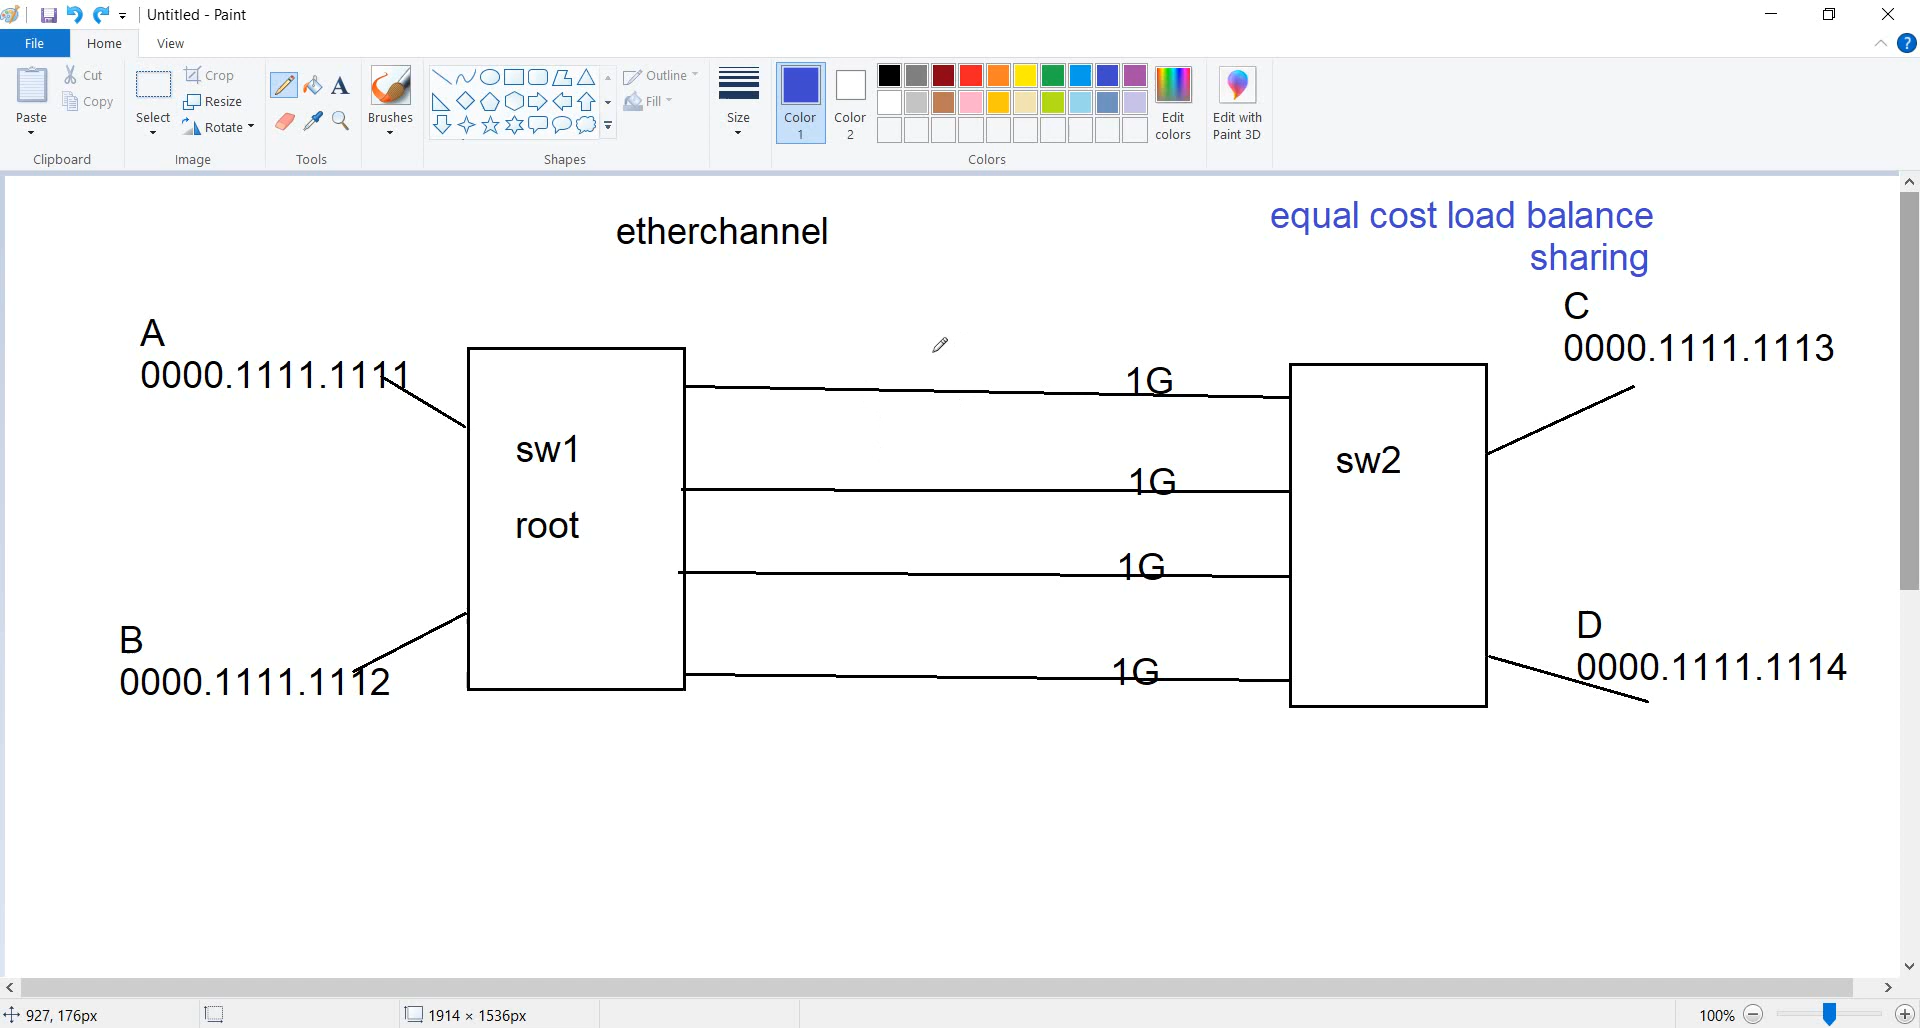 Untitled - Paint
File Home View
Paste
Cut
Copy
Clipboard
Select
Crop
Resize
Rotate
Image
Tools
Brushes
Outline
Fill
Shapes
Size
Color 1
Color 2
Edit colors
Colors
Edit with Paint 3D
etherchannel
equal cost load balance
sharing
A
0000.1111.1111
C
0000.1111.1113
sw1
root
1G
1G
1G
1G
sw2
B
0000.1111.1112
D
0000.1111.1114
927, 176px
1914 × 1536px
100%